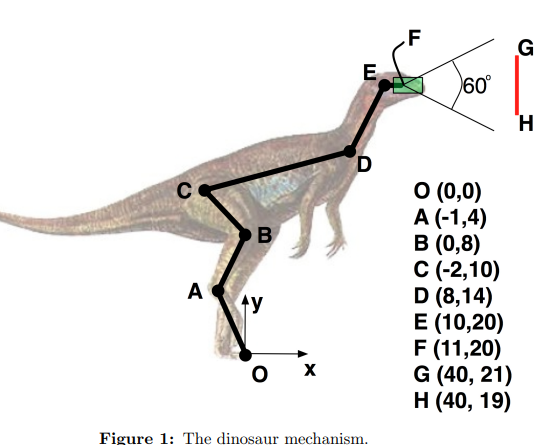 F
G
E
60°
H
D
C
O (0,0)
A (-1,4)
B (0,8)
C (-2,10)
D (8,14)
E (10,20)
F (11,20)
G (40, 21)
H (40, 19)
B
A
y
x
O
Figure 1: The dinosaur mechanism.